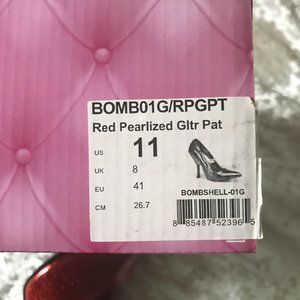 BOMB01G/RPGPT
Red Pearlized Gltr Pat
US 11
UK 8
EU 41
CM 26.7
BOMBSHELL-01G
8 85487 52396 5